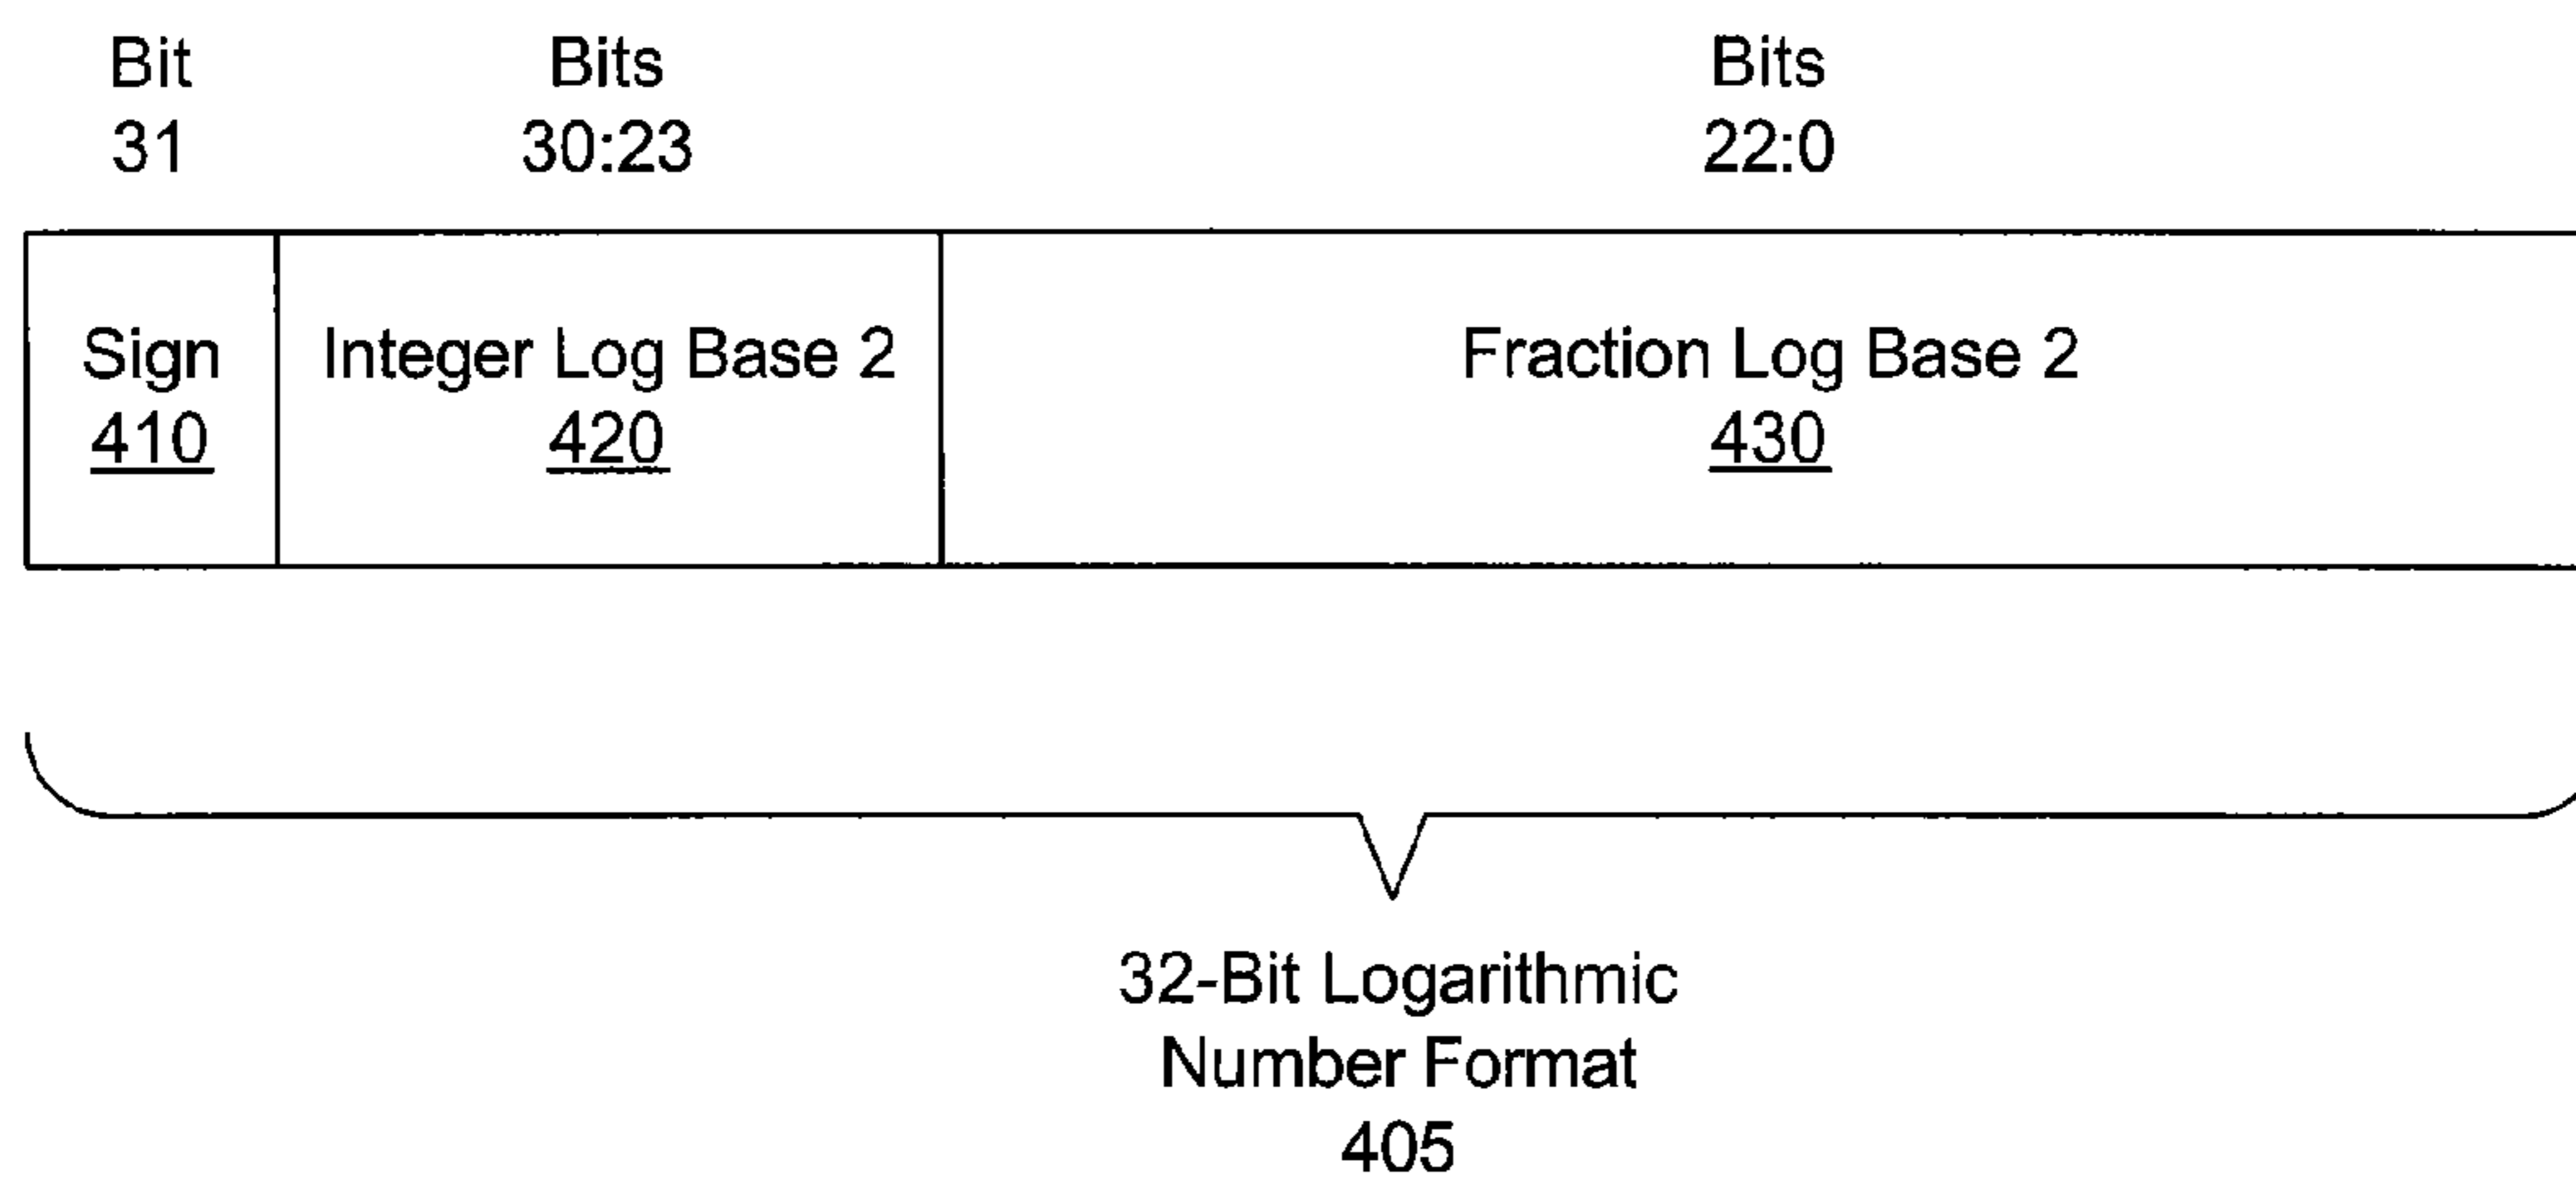 Bit
31
Bits
30:23
Bits
22:0
Sign
410
Integer Log Base 2
420
Fraction Log Base 2
430
32-Bit Logarithmic
Number Format
405